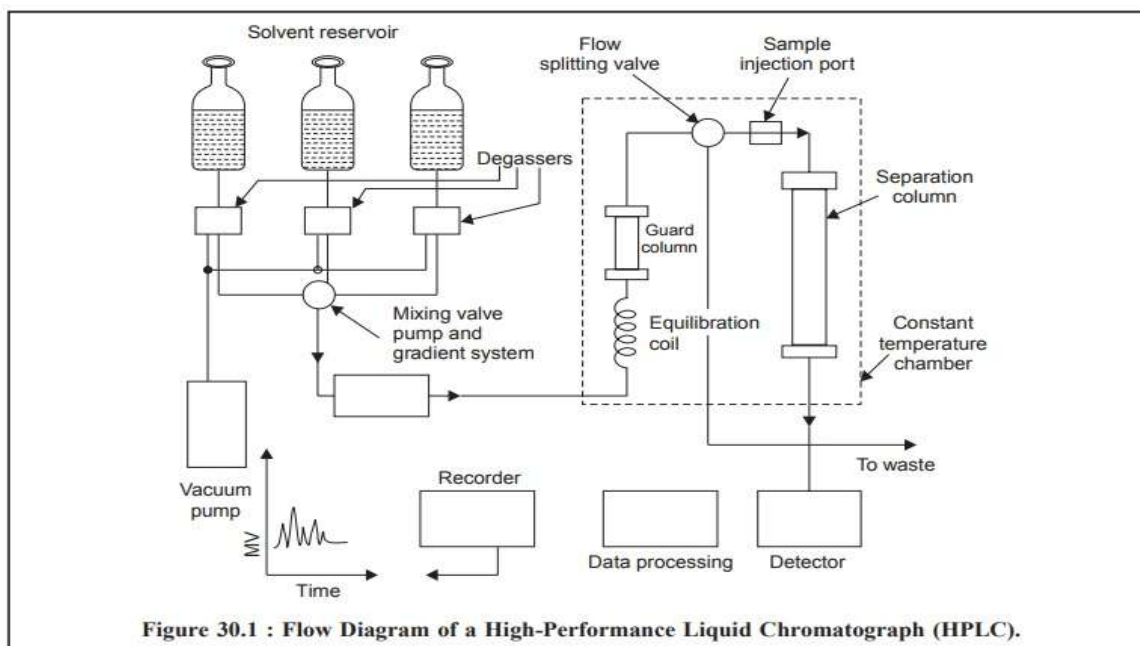 Solvent reservoir
Flow
splitting valve
Sample
injection port
Degassers
Separation
column
Guard
column
Mixing valve
pump and
gradient system
Equilibration
coil
Constant
temperature
chamber
To waste
Vacuum
pump
MV
Time
Recorder
Data processing
Detector
Figure 30.1 : Flow Diagram of a High-Performance Liquid Chromatograph (HPLC).